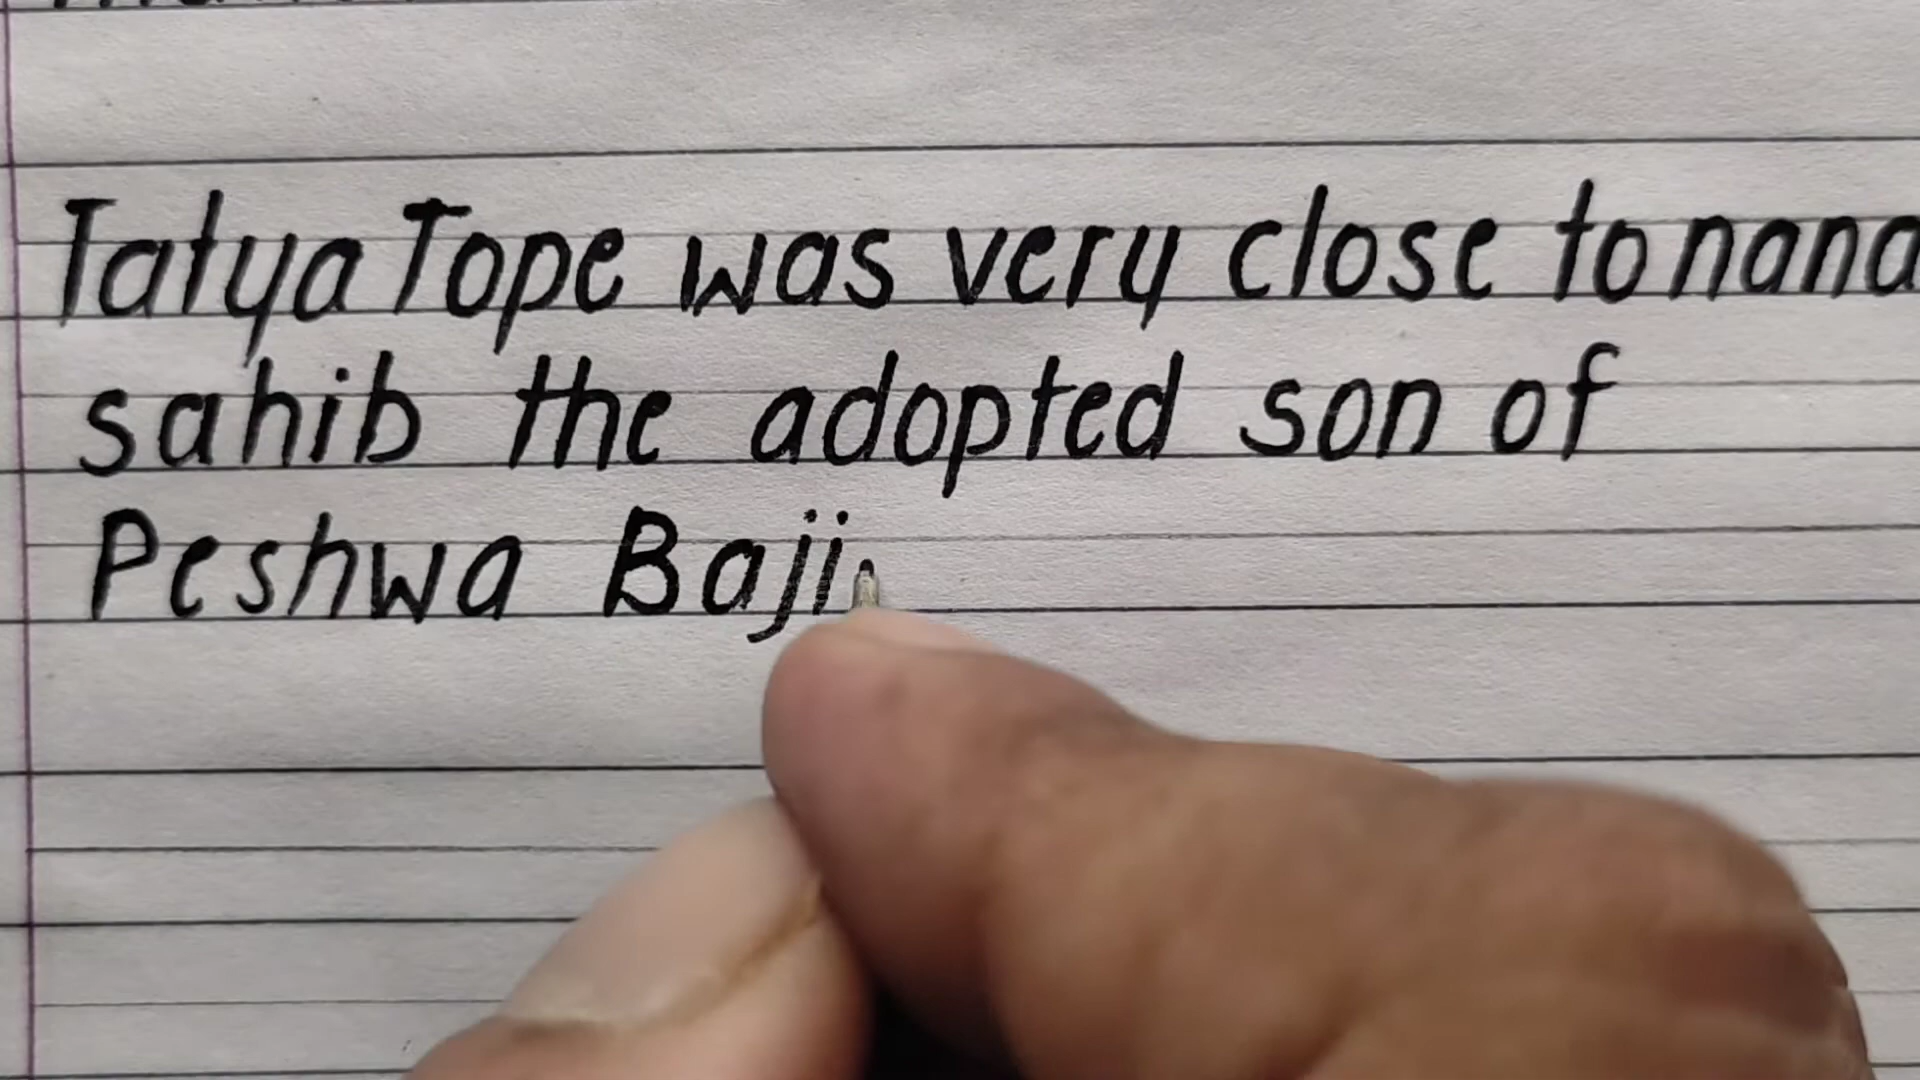 Tatya Tope was very close to nana
sahib the adopted son of
Peshwa Baji